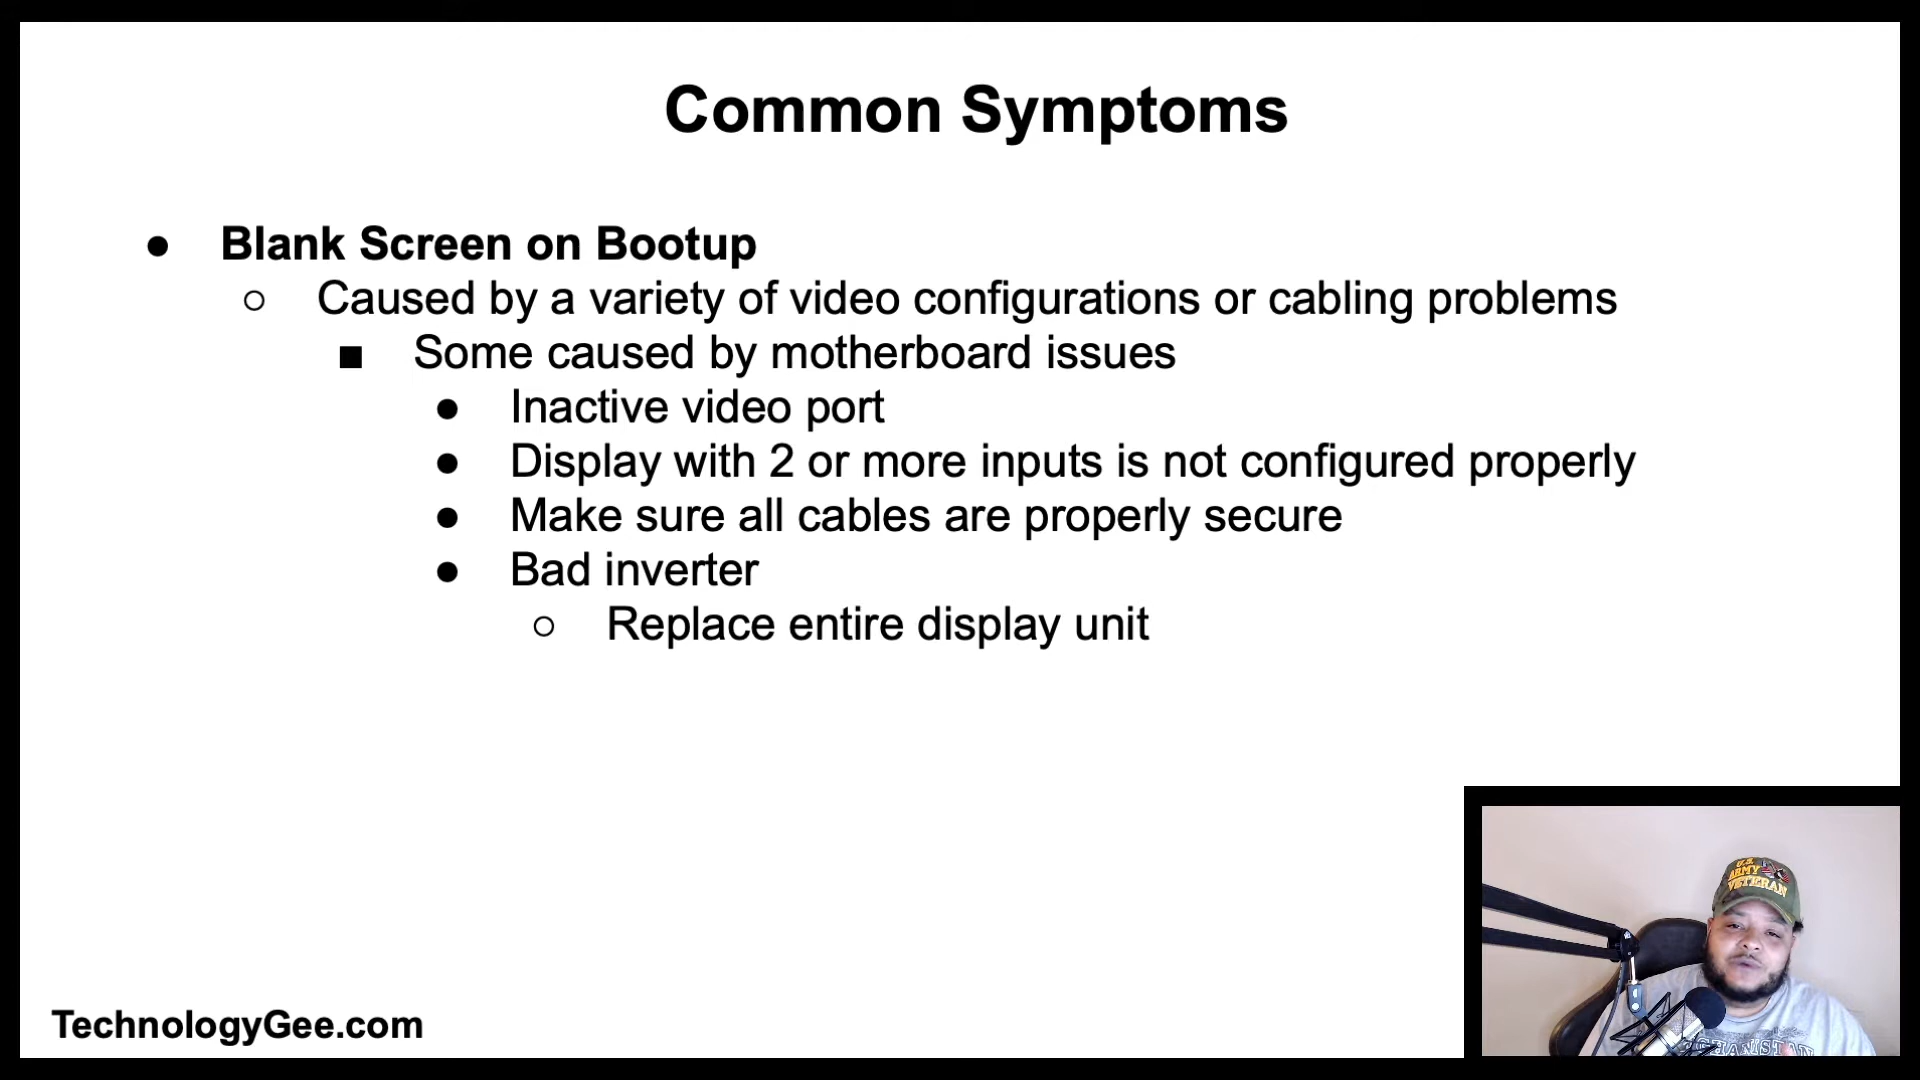 Common Symptoms
● Blank Screen on Bootup
○ Caused by a variety of video configurations or cabling problems
■ Some caused by motherboard issues
● Inactive video port
● Display with 2 or more inputs is not configured properly
● Make sure all cables are properly secure
● Bad inverter
○ Replace entire display unit
U.S.
ARMY
VETERAN
TechnologyGee.com